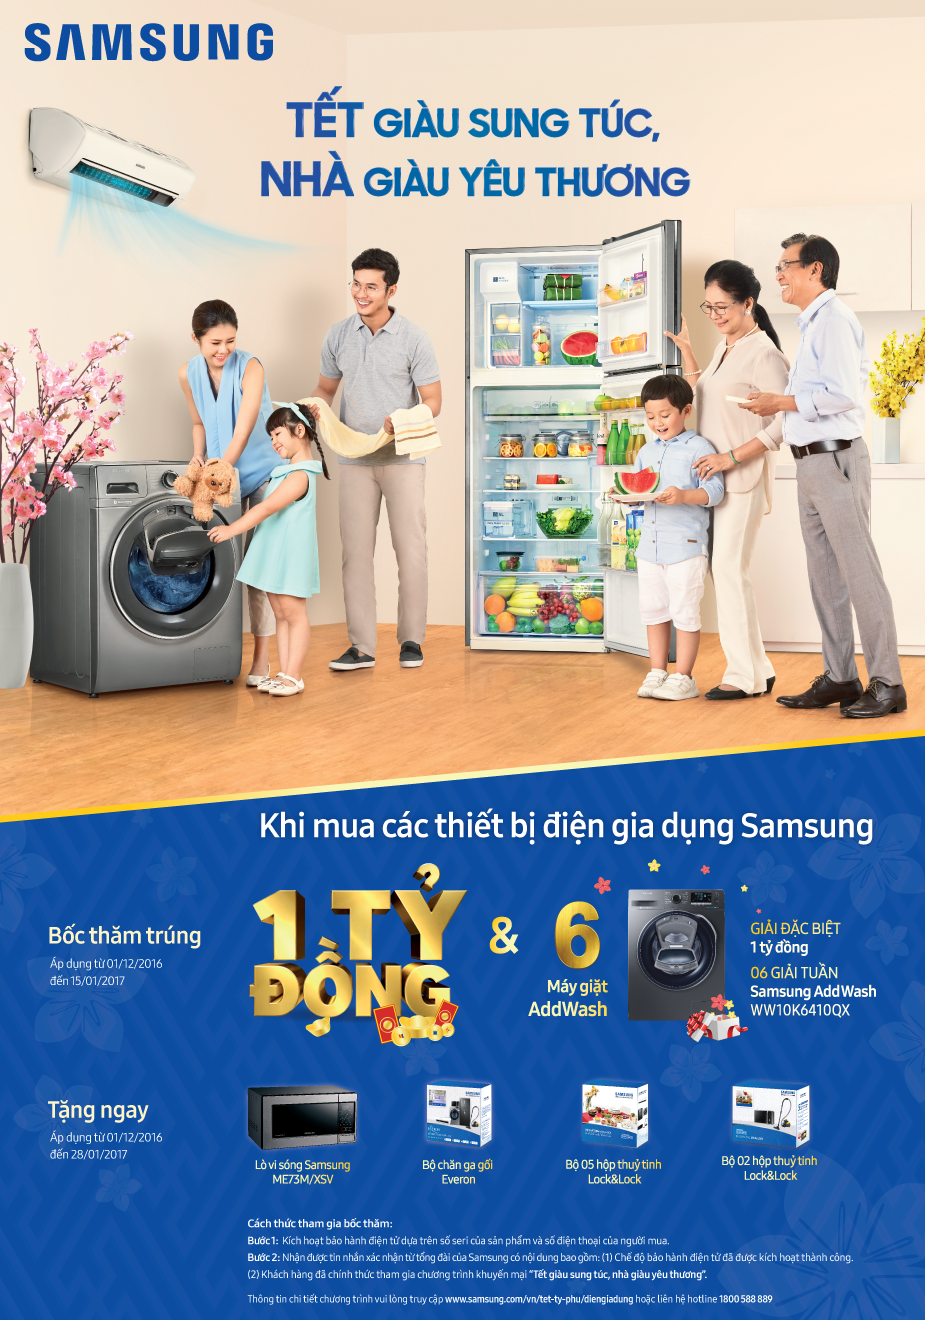 SAMSUNG
TẾT GIÀU SUNG TÚC,
NHÀ GIÀU YÊU THƯƠNG
Khi mua các thiết bị điện gia dụng Samsung
Bốc thăm trúng
Áp dụng từ 01/12/2016
đến 15/01/2017
1 TỶ
ĐỒNG
&
6
Máy giặt
AddWash
GIẢI ĐẶC BIỆT
1 tỷ đồng
06 GIẢI TUẦN
Samsung AddWash
WW10K6410QX
Tặng ngay
Áp dụng từ 01/12/2016
đến 28/01/2017
Lò vi sóng Samsung
ME73M/XSV
Bộ chăn ga gối
Everon
Bộ 05 hộp thuỷ tinh
Lock&Lock
Bộ 02 hộp thuỷ tinh
Lock&Lock
Cách thức tham gia bốc thăm:
Bước 1: Kích hoạt bảo hành điện tử dựa trên số seri của sản phẩm và số điện thoại của người mua.
Bước 2: Nhận được tin nhắn xác nhận từ tổng đài của Samsung có nội dung bao gồm: (1) Chế độ bảo hành điện tử đã được kích hoạt thành công.
(2) Khách hàng đã chính thức tham gia chương trình khuyến mại "Tết giàu sung túc, nhà giàu yêu thương".
Thông tin chi tiết chương trình vui lòng truy cập www.samsung.com/vn/tet-ty-phu/diengiadung hoặc liên hệ hotline 1800 588 889